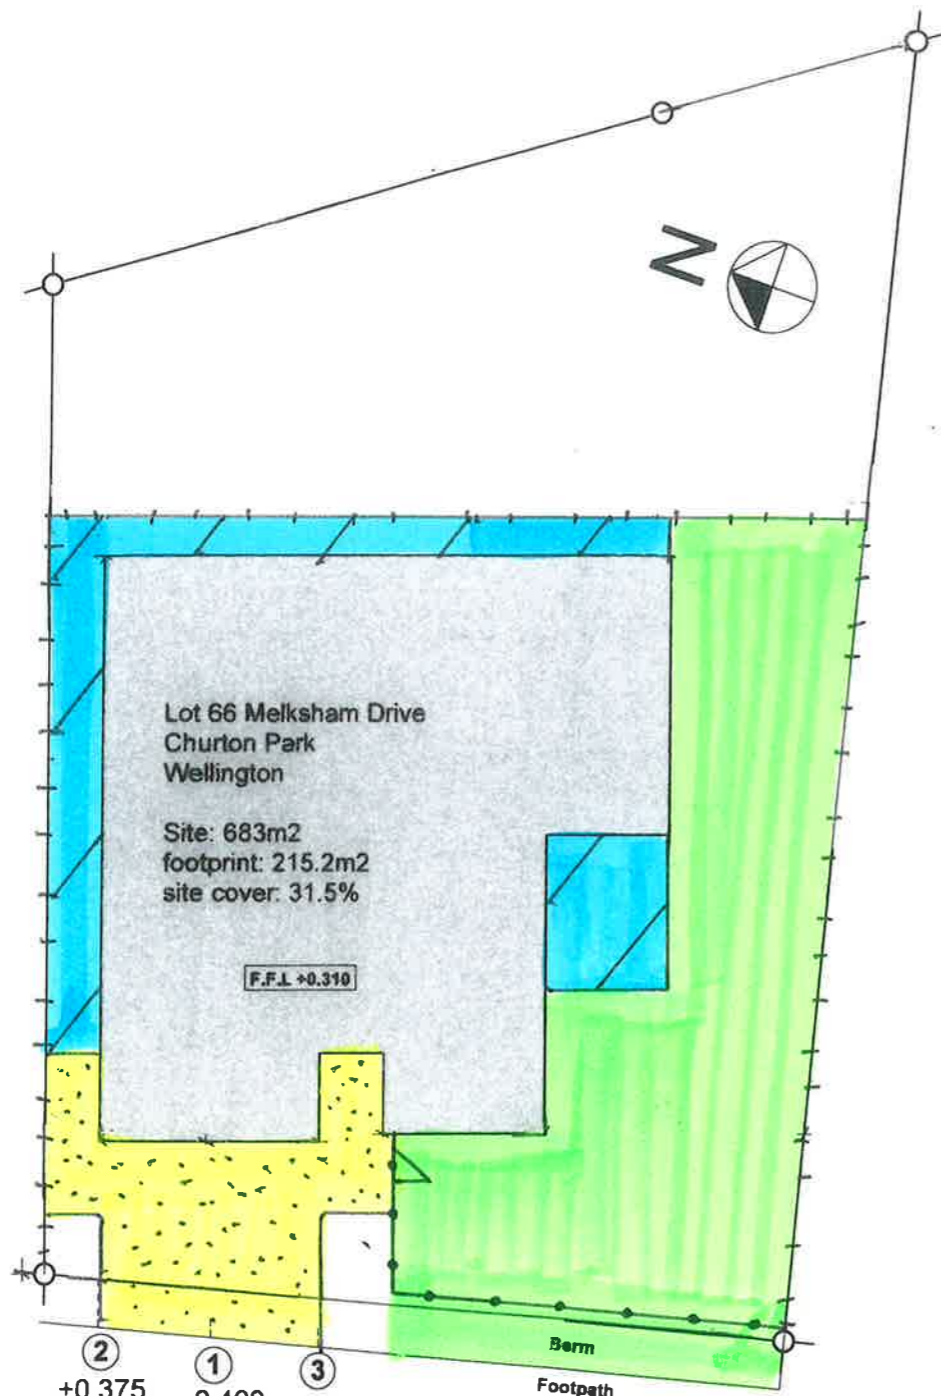 N
Lot 66 Melksham Drive
Churton Park
Wellington
Site: 683m2
footprint: 215.2m2
site cover: 31.5%
F.F.L +0.310
Berm
Footpath
2
1
3
+0.375